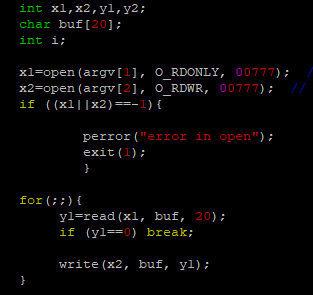 int x1,x2,y1,y2;
char buf[20];
int i;
x1=open(argv[1], O_RDONLY, 00777); /
x2=open(argv[2], O_RDWR, 00777); //
if ((x1||x2)==-1){
perror("error in open");
exit(1);
}
for(;;){
y1=read(x1, buf, 20);
if (y1==0) break;
write(x2, buf, y1);
}